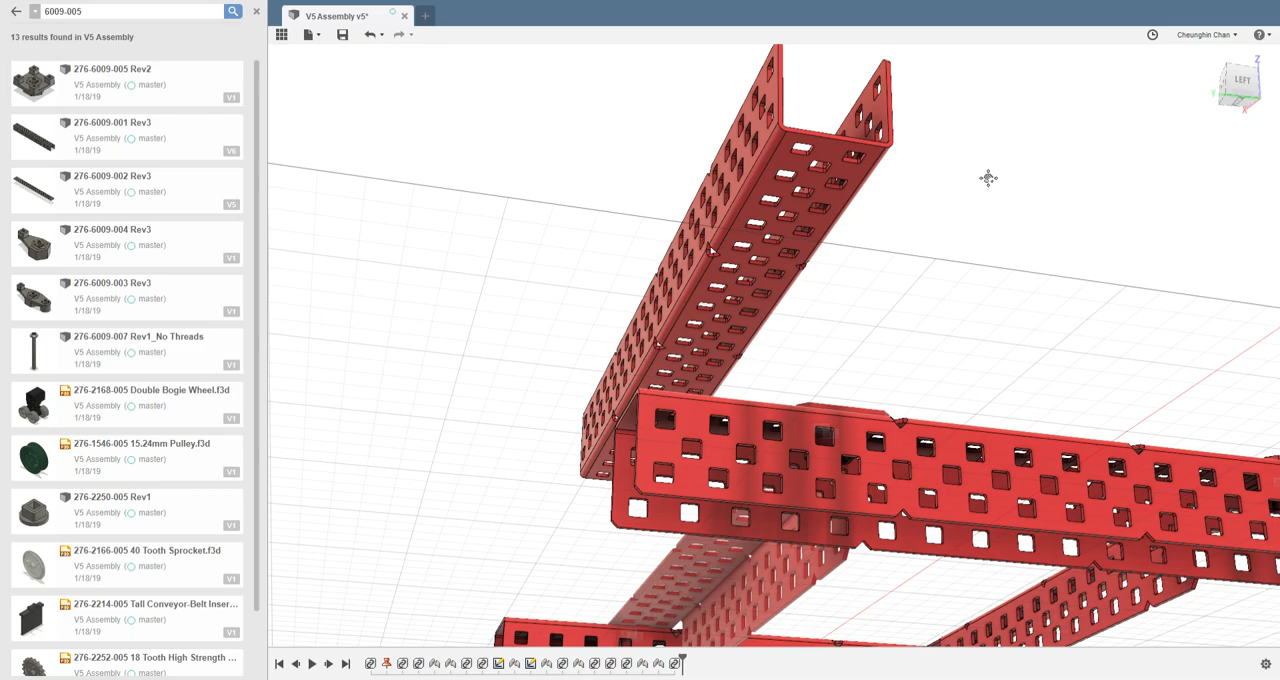 6009-005
13 results found in V5 Assembly
276-6009-005 Rev2
V5 Assembly (master)
1/18/19
V1
276-6009-001 Rev3
V5 Assembly (master)
1/18/19
V6
276-6009-002 Rev3
V5 Assembly (master)
1/18/19
V5
276-6009-004 Rev3
V5 Assembly (master)
1/18/19
V1
276-6009-003 Rev3
V5 Assembly (master)
1/18/19
V1
276-6009-007 Rev1_No Threads
V5 Assembly (master)
1/18/19
V1
276-2168-005 Double Bogie Wheel.f3d
V5 Assembly (master)
1/18/19
V1
276-1546-005 15.24mm Pulley.f3d
V5 Assembly (master)
1/18/19
V1
276-2250-005 Rev1
V5 Assembly (master)
1/18/19
V1
276-2166-005 40 Tooth Sprocket.f3d
V5 Assembly (master)
1/18/19
V1
276-2214-005 Tall Conveyor-Belt Inser...
V5 Assembly (master)
1/18/19
V1
276-2252-005 18 Tooth High Strength ...
V5 Assembly (master)
V5 Assembly v5*
Cheunghin Chan
LEFT
Z
Y
X